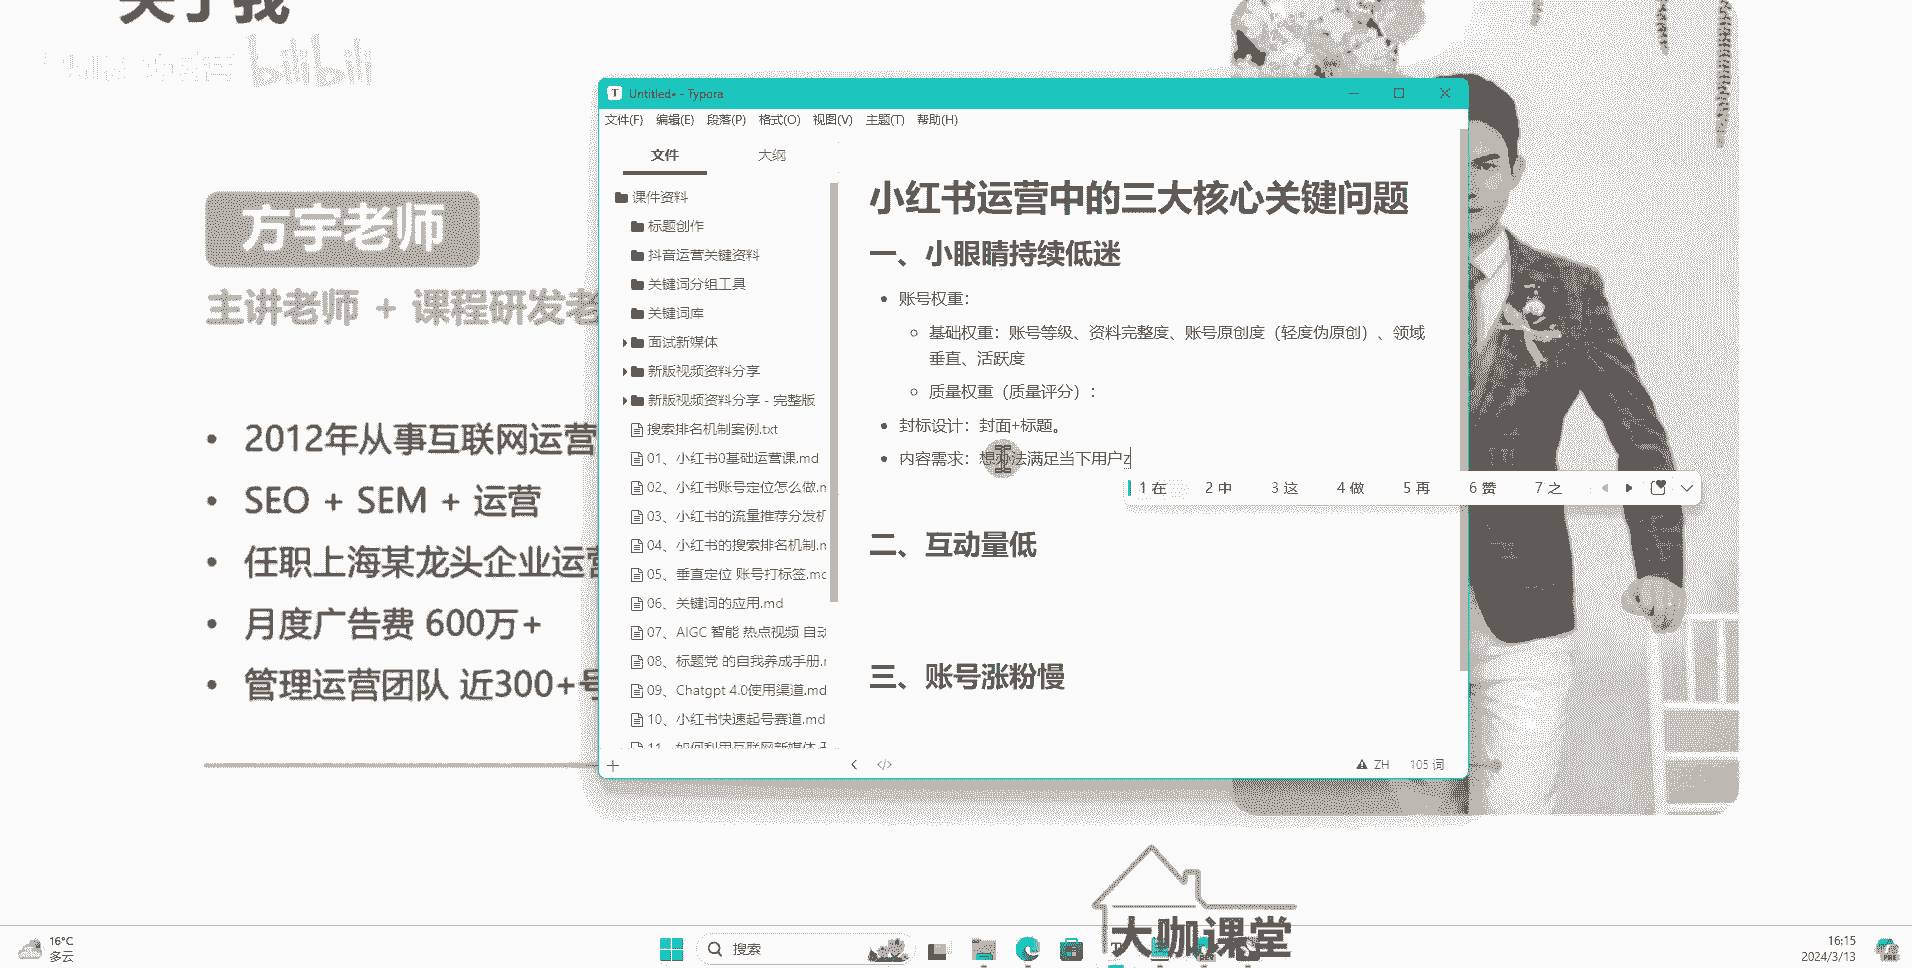 关于我
bilibili
方宇老师
主讲老师 + 课程研发老
• 2012年从事互联网运营
• SEO + SEM + 运营
• 任职上海某龙头企业运营
• 月度广告费 600万+
• 管理运营团队 近300+号
Untitled• - Typora
文件(F) 编辑(E) 段落(P) 格式(O) 视图(V) 主题(T) 帮助(H)
文件 大纲
课件资料
标题创作
抖音运营关键资料
关键词分组工具
关键词库
面试新媒体
新版视频资料分享
新版视频资料分享 - 完整版
搜索排名机制案例.txt
01、小红书0基础运营课.md
02、小红书账号定位怎么做.m
03、小红书的流量推荐分发机
04、小红书的搜索排名机制.m
05、垂直定位 账号打标签.md
06、关键词的应用.md
07、AIGC 智能 热点视频 自动
08、标题党 的自我养成手册.m
09、Chatgpt 4.0使用渠道.md
10、小红书快速起号赛道.md
11、如何利用互联网新媒体
小红书运营中的三大核心关键问题
一、小眼睛持续低迷
• 账号权重：
基础权重：账号等级、资料完整度、账号原创度（轻度伪原创）、领域
垂直、活跃度
质量权重（质量评分）：
• 封标设计：封面+标题。
• 内容需求：想办法满足当下用户z
1 在 2 中 3 这 4 做 5 再 6 赞 7 之
二、互动量低
三、账号涨粉慢
ZH 105 词
大咖课堂
16°C
多云
搜索
16:15
2024/3/13
PRE